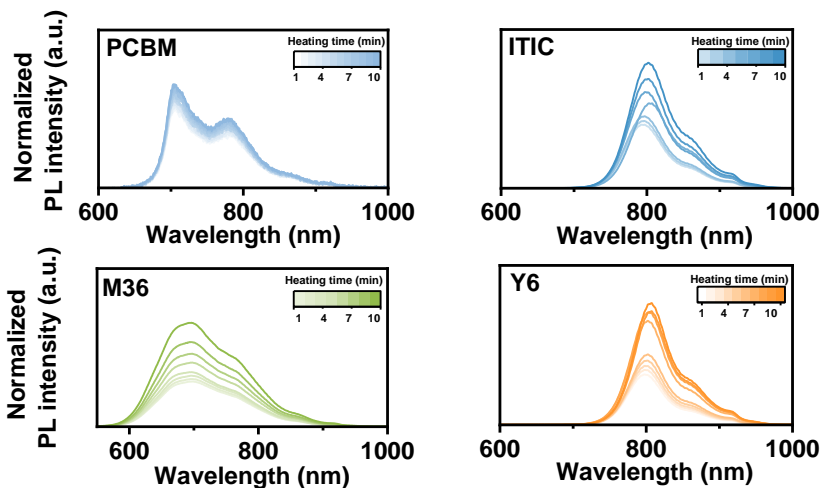 Normalized
PL intensity (a.u.)
PCBM
Heating time (min)
1 4 7 10
600 800 1000
Wavelength (nm)
ITIC
Heating time (min)
1 4 7 10
600 800 1000
Wavelength (nm)
Normalized
PL intensity (a.u.)
M36
Heating time (min)
1 4 7 10
600 800 1000
Wavelength (nm)
Y6
Heating time (min)
1 4 7 10
600 800 1000
Wavelength (nm)